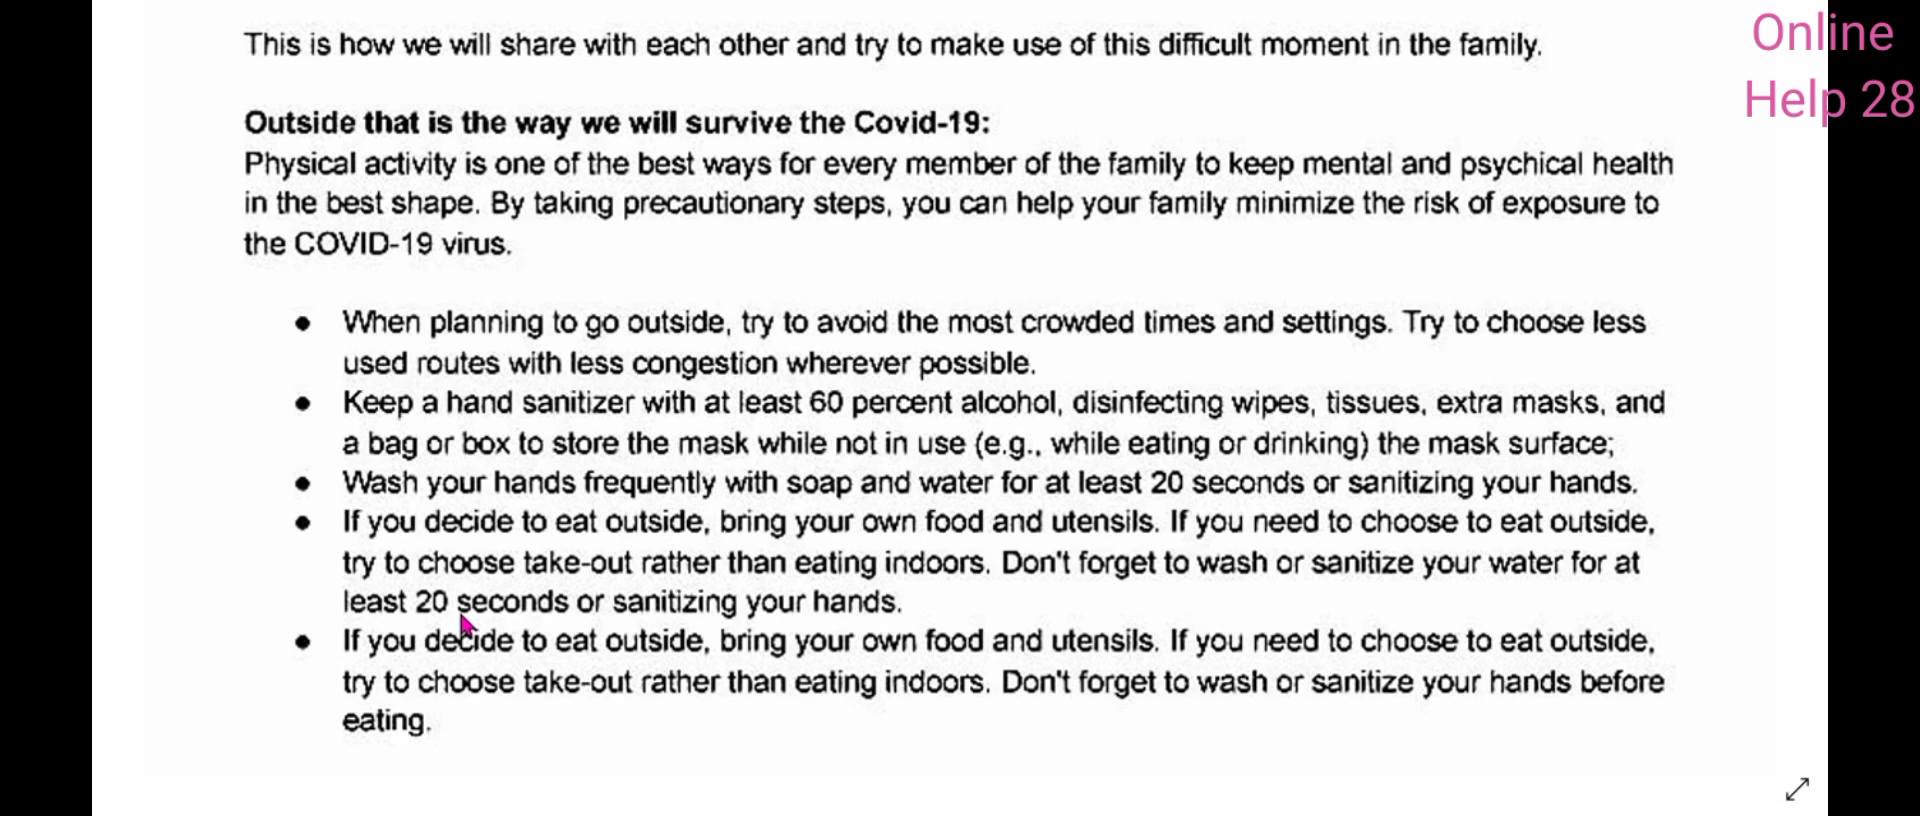 This is how we will share with each other and try to make use of this difficult moment in the family.
Online
Help 28
Outside that is the way we will survive the Covid-19:
Physical activity is one of the best ways for every member of the family to keep mental and psychical health
in the best shape. By taking precautionary steps, you can help your family minimize the risk of exposure to
the COVID-19 virus.
● When planning to go outside, try to avoid the most crowded times and settings. Try to choose less
used routes with less congestion wherever possible.
● Keep a hand sanitizer with at least 60 percent alcohol, disinfecting wipes, tissues, extra masks, and
a bag or box to store the mask while not in use (e.g., while eating or drinking) the mask surface;
● Wash your hands frequently with soap and water for at least 20 seconds or sanitizing your hands.
● If you decide to eat outside, bring your own food and utensils. If you need to choose to eat outside,
try to choose take-out rather than eating indoors. Don't forget to wash or sanitize your water for at
least 20 seconds or sanitizing your hands.
● If you decide to eat outside, bring your own food and utensils. If you need to choose to eat outside,
try to choose take-out rather than eating indoors. Don't forget to wash or sanitize your hands before
eating.